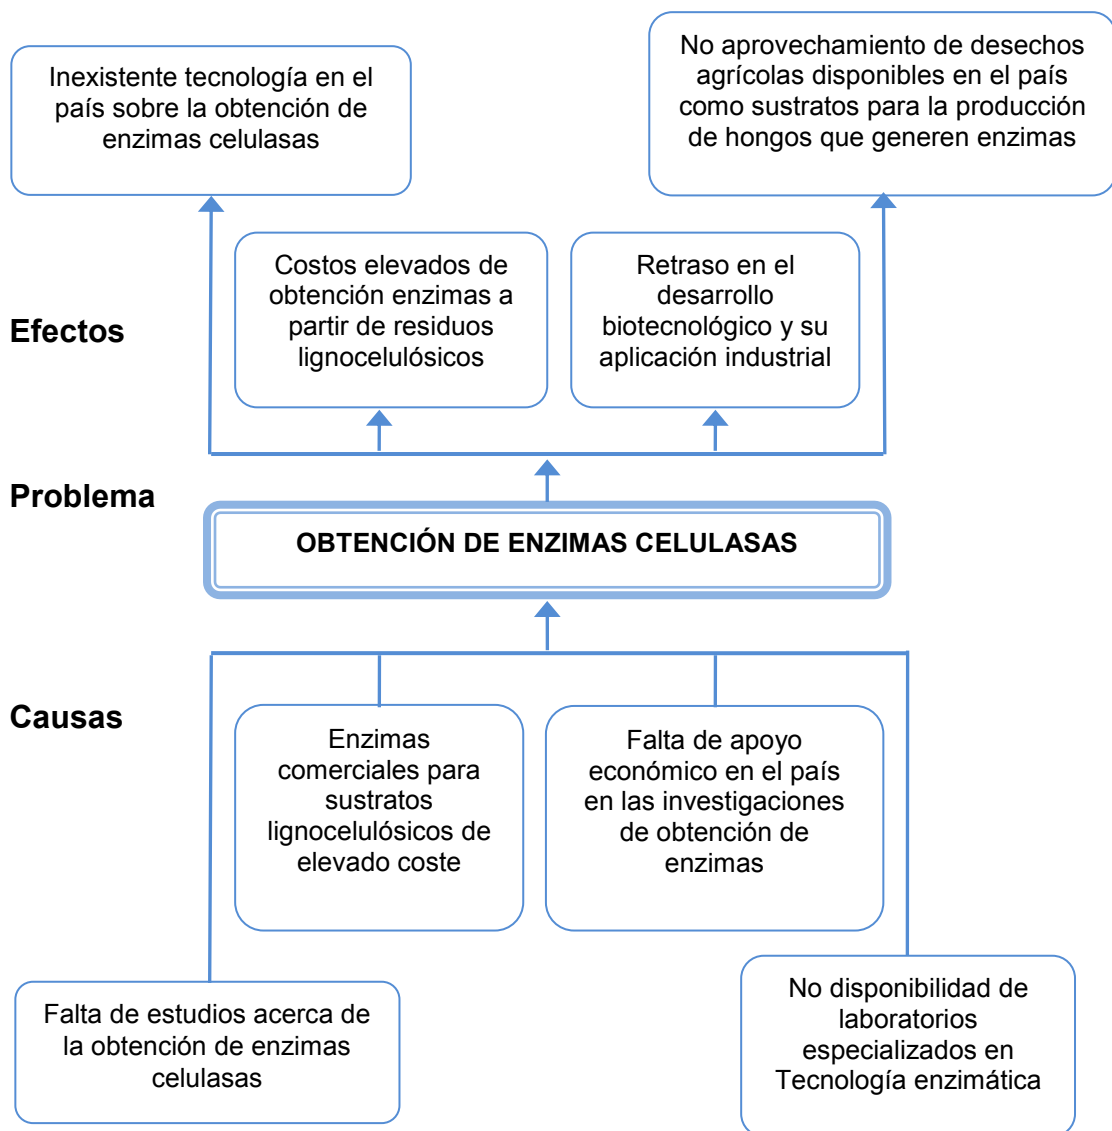 Inexistente tecnología en el
país sobre la obtención de
enzimas celulasas
No aprovechamiento de desechos
agrícolas disponibles en el país
como sustratos para la producción
de hongos que generen enzimas
Efectos
Costos elevados de
obtención enzimas a
partir de residuos
lignocelulósicos
Retraso en el
desarrollo
biotecnológico y su
aplicación industrial
Problema
OBTENCIÓN DE ENZIMAS CELULASAS
Causas
Enzimas
comerciales para
sustratos
lignocelulósicos de
elevado coste
Falta de apoyo
económico en el país
en las investigaciones
de obtención de
enzimas
Falta de estudios acerca de
la obtención de enzimas
celulasas
No disponibilidad de
laboratorios
especializados en
Tecnología enzimática